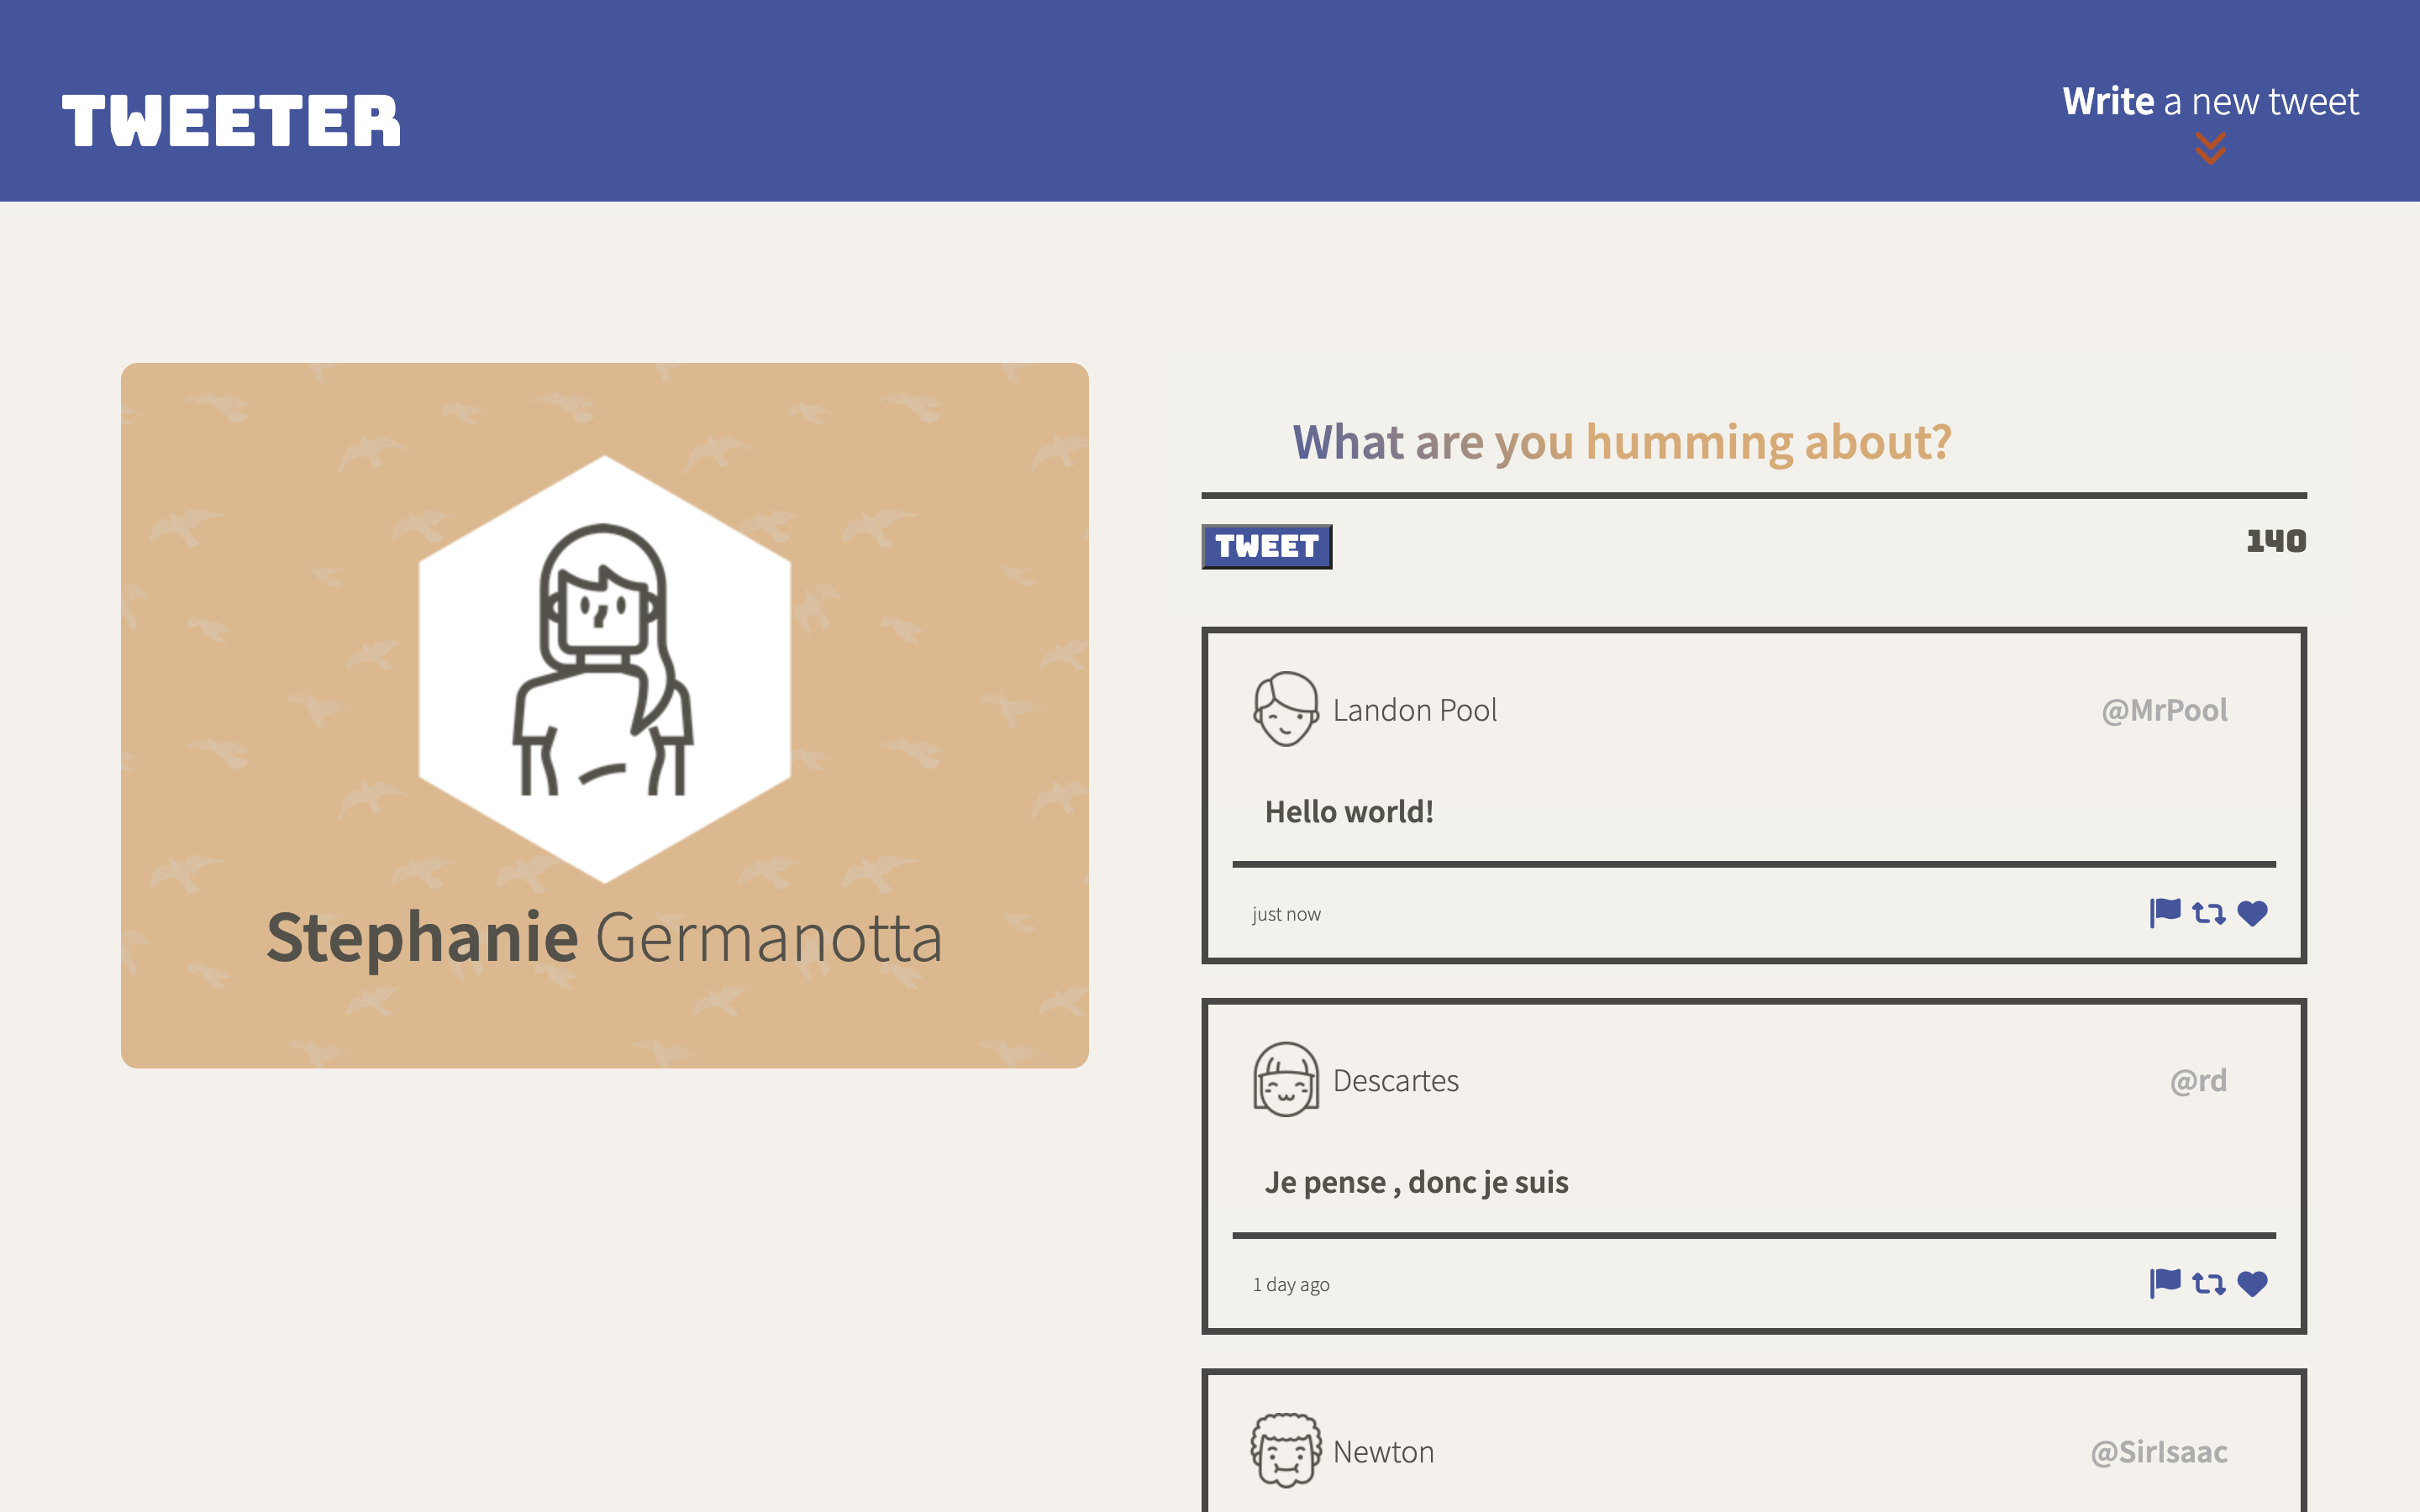 TWEETER
Write a new tweet
Stephanie Germanotta
What are you humming about?
TWEET
140
Landon Pool
@MrPool
Hello world!
just now
Descartes
@rd
Je pense , donc je suis
1 day ago
Newton
@SirIsaac